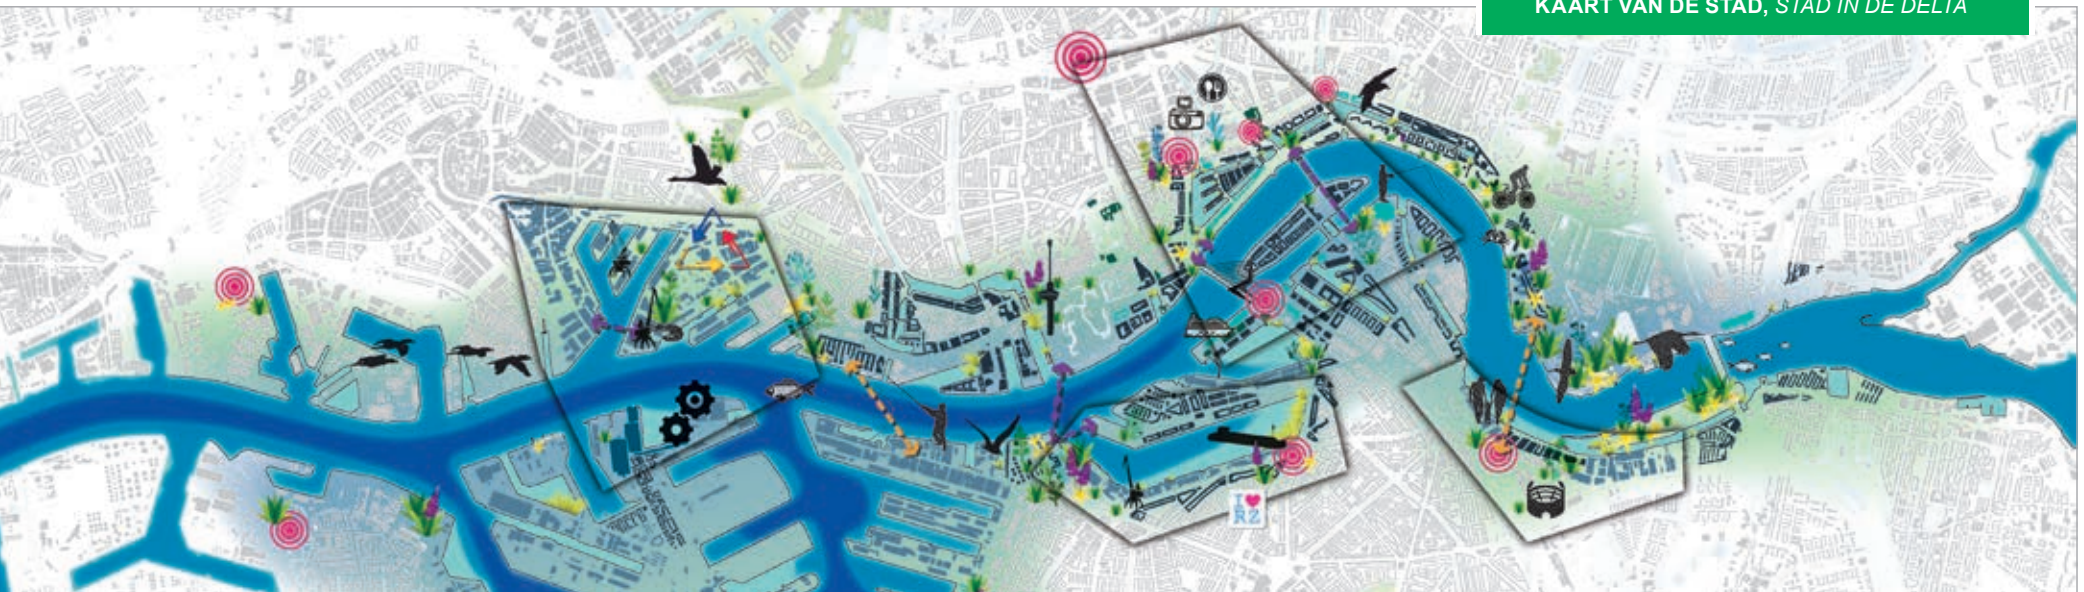 KAART VAN DE STAD, STAD IN DE DELTA
I ♥
RZ